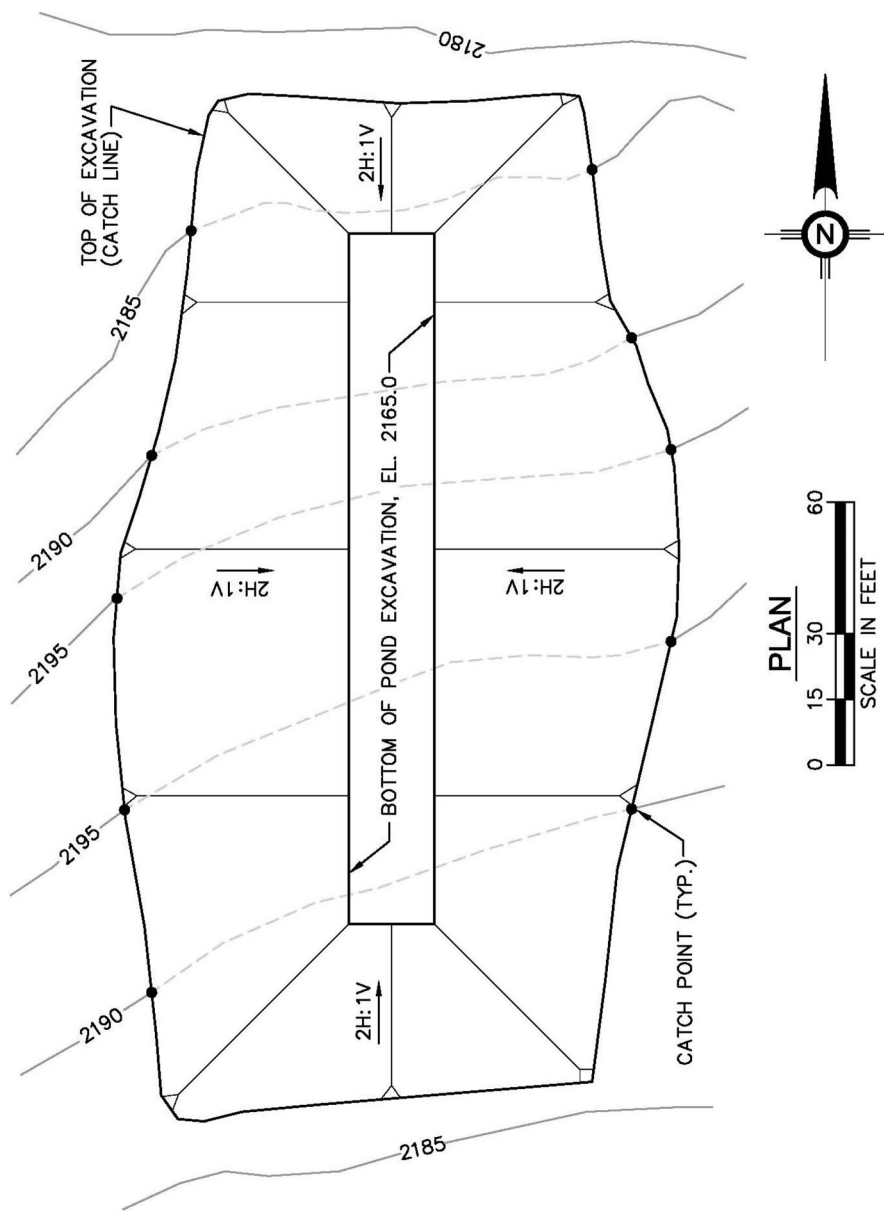 TOP OF EXCAVATION
(CATCH LINE)
2180
2185
2190
2195
2195
2190
2185
2H:1V
2H:1V
2H:1V
2H:1V
BOTTOM OF POND EXCAVATION, EL. 2165.0
CATCH POINT (TYP.)
N
PLAN
0 15 30 60
SCALE IN FEET